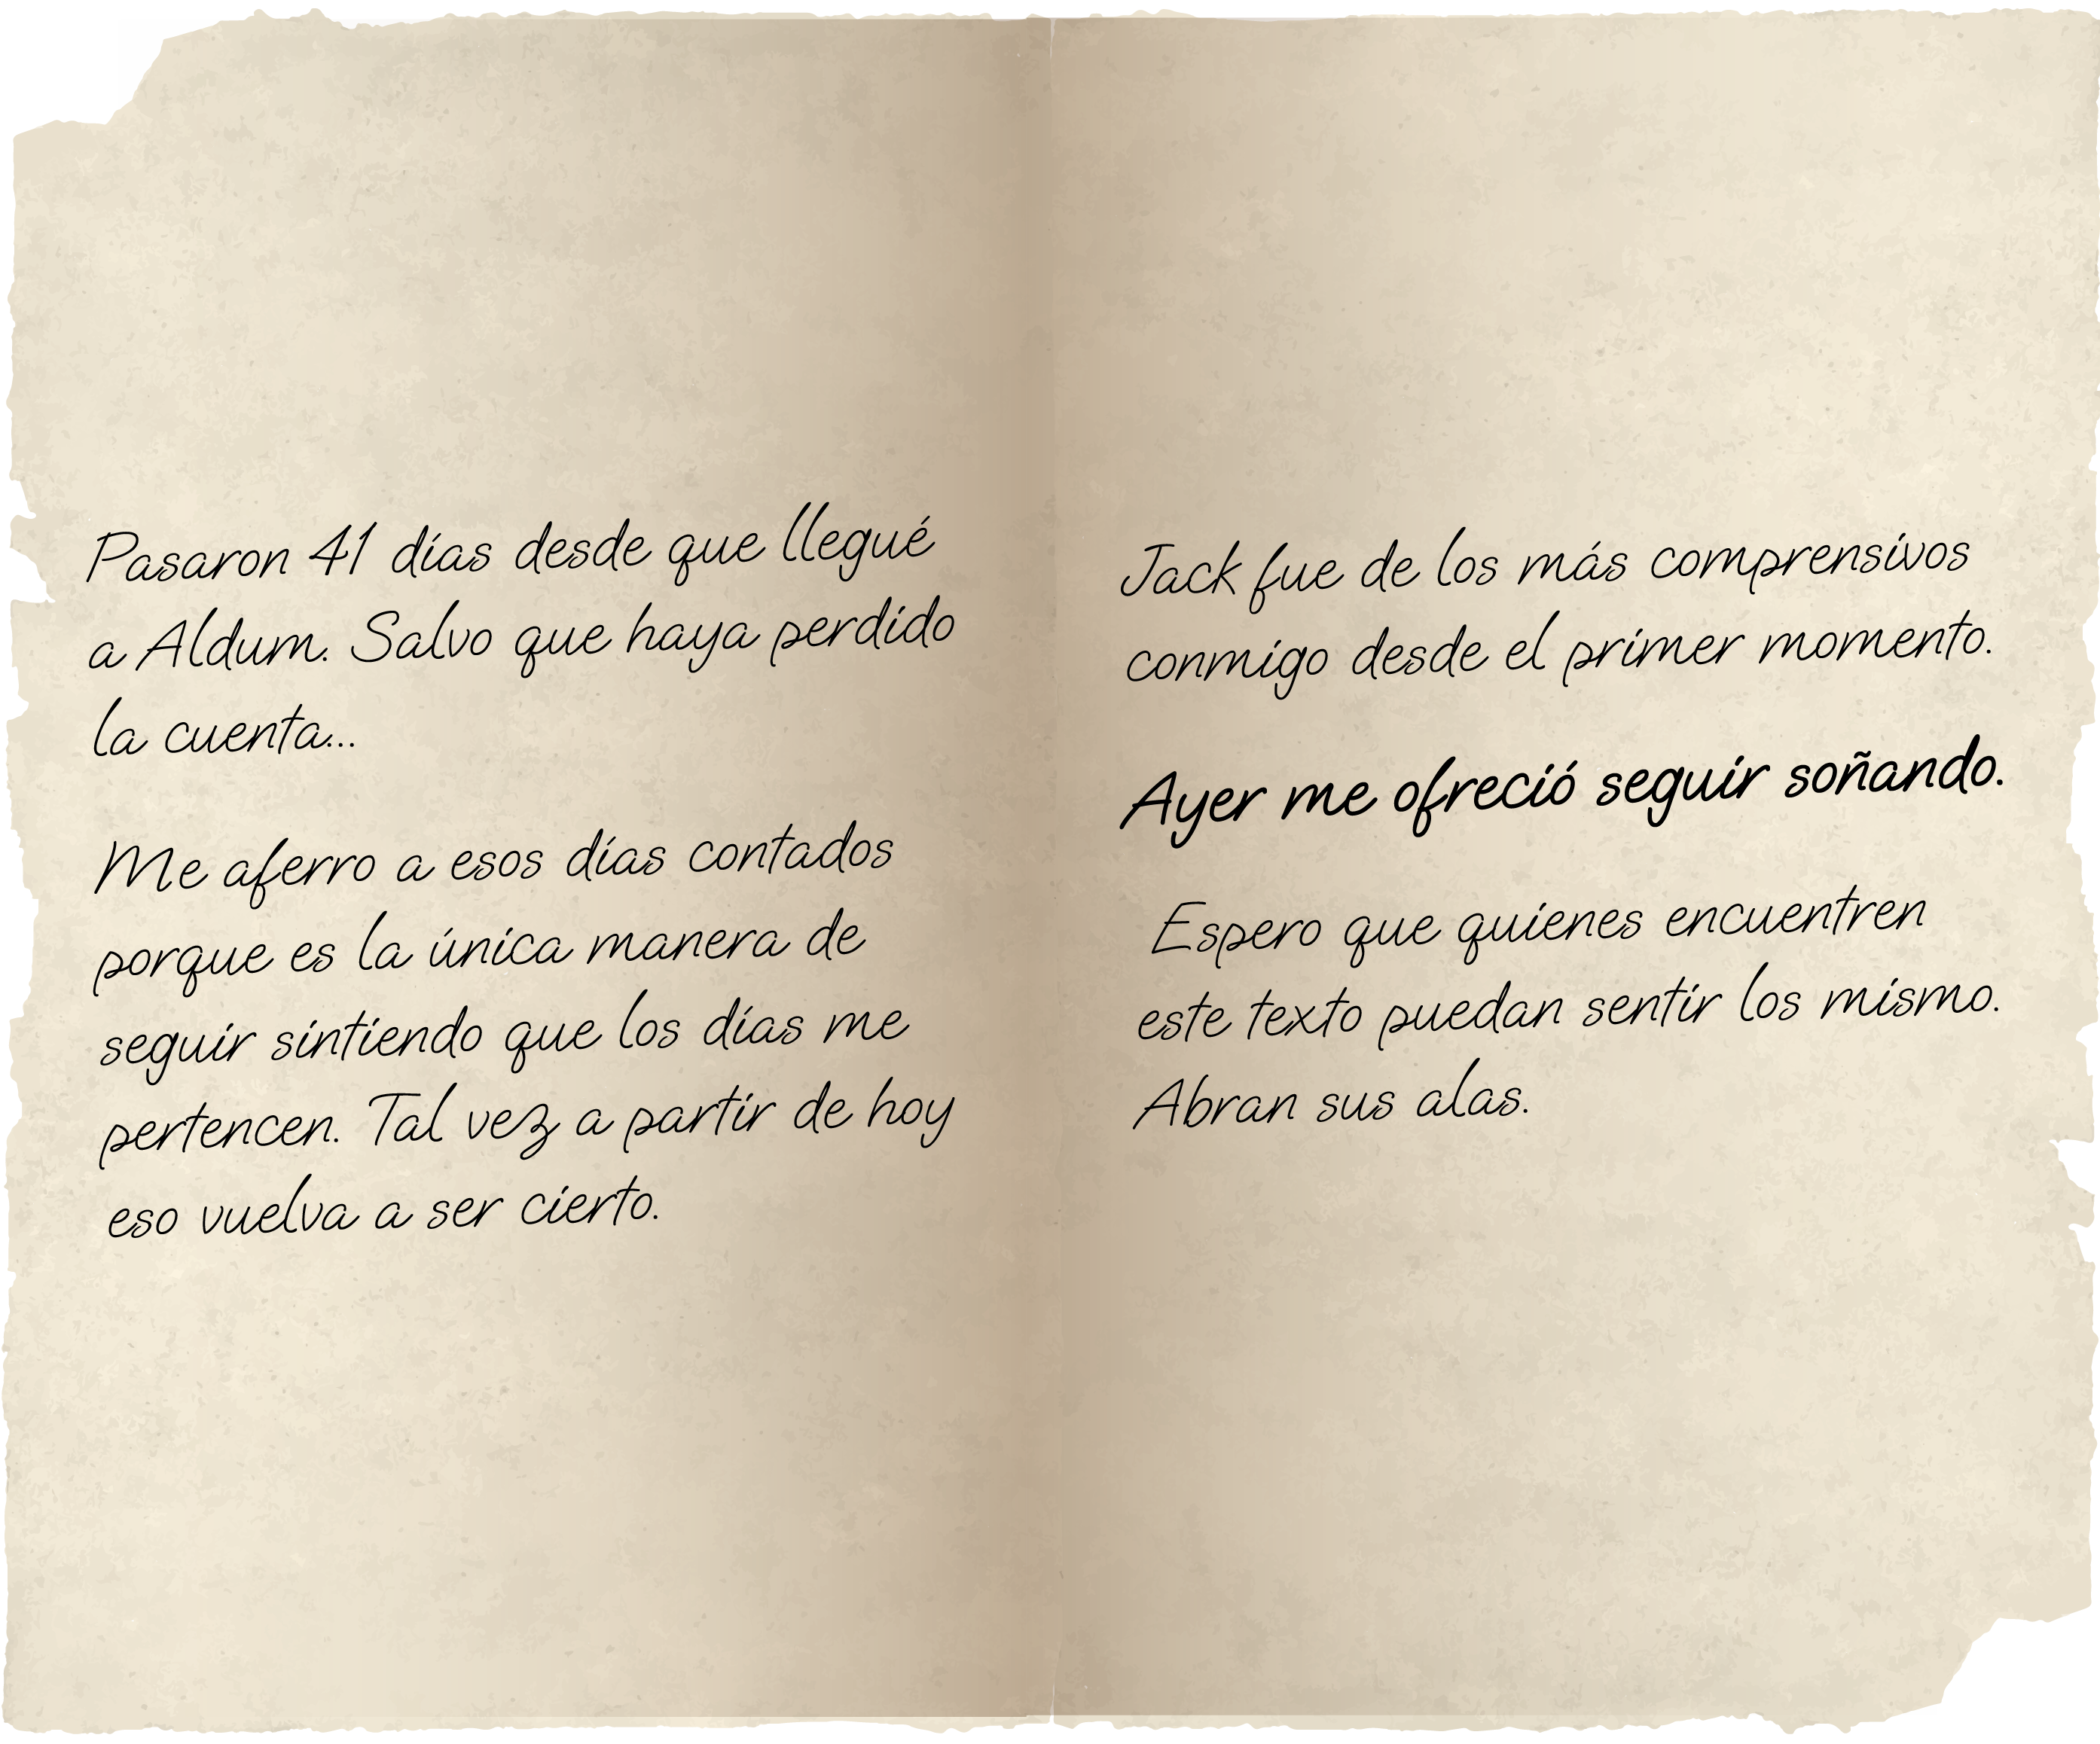 Pasaron 41 días desde que llegué
a Aldum. Salvo que haya perdido
la cuenta...
Me aferro a esos días contados
porque es la única manera de
seguir sintiendo que los días me
pertencen. Tal vez a partir de hoy
eso vuelva a ser cierto.
Jack fue de los más comprensivos
conmigo desde el primer momento.
Ayer me ofreció seguir soñando.
Espero que quienes encuentren
este texto puedan sentir los mismo.
Abran sus alas.